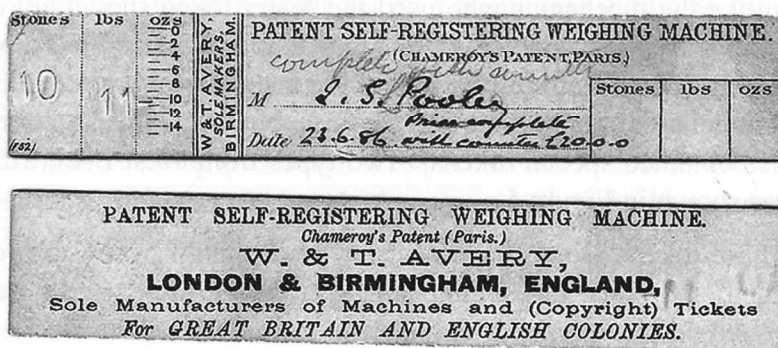 Stones lbs ozs
10 11
0
2
4
6
8
10
12
14
(152)
W & T. AVERY,
SOLE MAKERS.
BIRMINGHAM.
PATENT SELF-REGISTERING WEIGHING MACHINE.
(CHAMEROY'S PATENT, PARIS.)
complete with counter
M
Price complete
Date 23.6.86. with counter £20-0-0
Stones lbs ozs
PATENT SELF-REGISTERING WEIGHING MACHINE.
Chameroy's Patent (Paris.)
W. & T. AVERY,
LONDON & BIRMINGHAM, ENGLAND,
Sole Manufacturers of Machines and (Copyright) Tickets
For GREAT BRITAIN AND ENGLISH COLONIES.